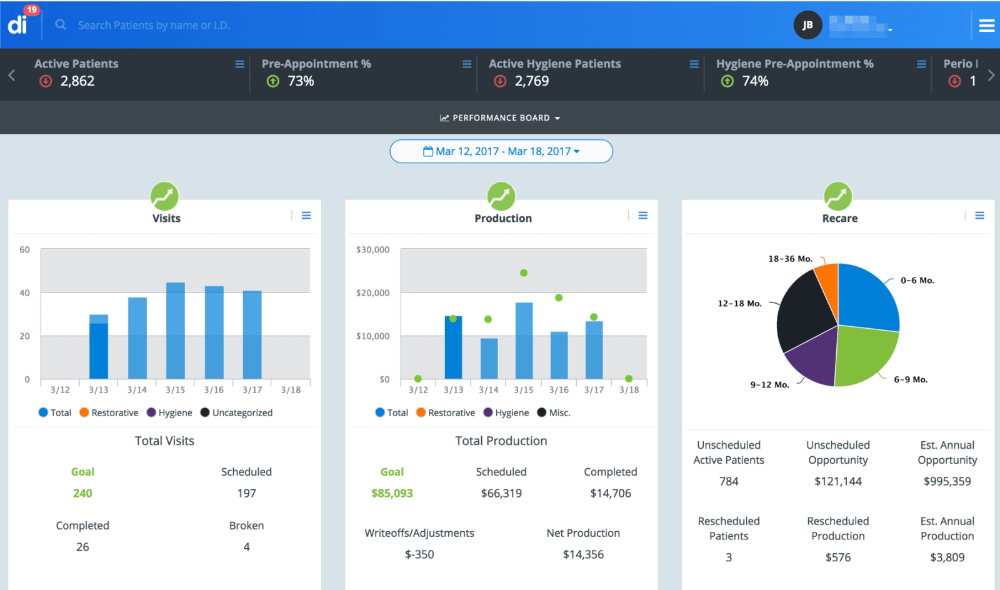 19
di
Search Patients by name or I.D.
JB
Active Patients
2,862
Pre-Appointment %
73%
Active Hygiene Patients
2,769
Hygiene Pre-Appointment %
74%
Perio
1
PERFORMANCE BOARD
Mar 12, 2017 - Mar 18, 2017
Visits
60
40
20
0
3/12 3/13 3/14 3/15 3/16 3/17 3/18
Total Restorative Hygiene Uncategorized
Total Visits
Goal Scheduled
240 197
Completed Broken
26 4
Production
$30,000
$20,000
$10,000
$0
3/12 3/13 3/14 3/15 3/16 3/17 3/18
Total Restorative Hygiene Misc.
Total Production
Goal Scheduled Completed
$85,093 $66,319 $14,706
Writeoffs/Adjustments Net Production
$-350 $14,356
Recare
18-36 Mo.
0-6 Mo.
12-18 Mo.
6-9 Mo.
9-12 Mo.
Unscheduled Unscheduled Est. Annual
Active Patients Opportunity Opportunity
784 $121,144 $995,359
Rescheduled Rescheduled Est. Annual
Patients Production Production
3 $576 $3,809